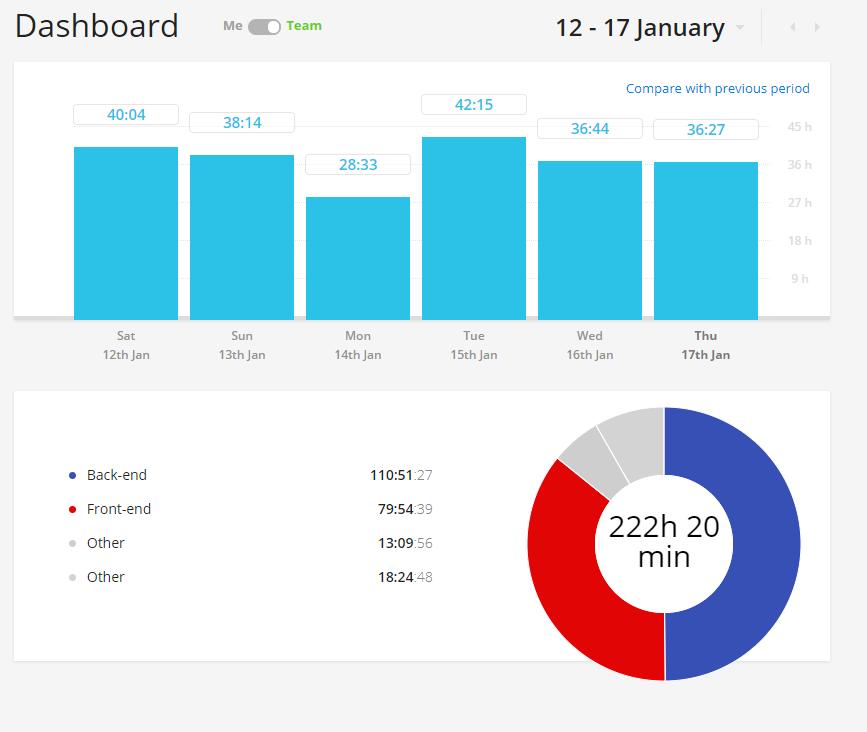 Dashboard
Me Team
12 - 17 January
Compare with previous period
40:04
38:14
28:33
42:15
36:44
36:27
45 h
36 h
27 h
18 h
9 h
Sat
12th Jan
Sun
13th Jan
Mon
14th Jan
Tue
15th Jan
Wed
16th Jan
Thu
17th Jan
Back-end 110:51:27
Front-end 79:54:39
Other 13:09:56
Other 18:24:48
222h 20
min